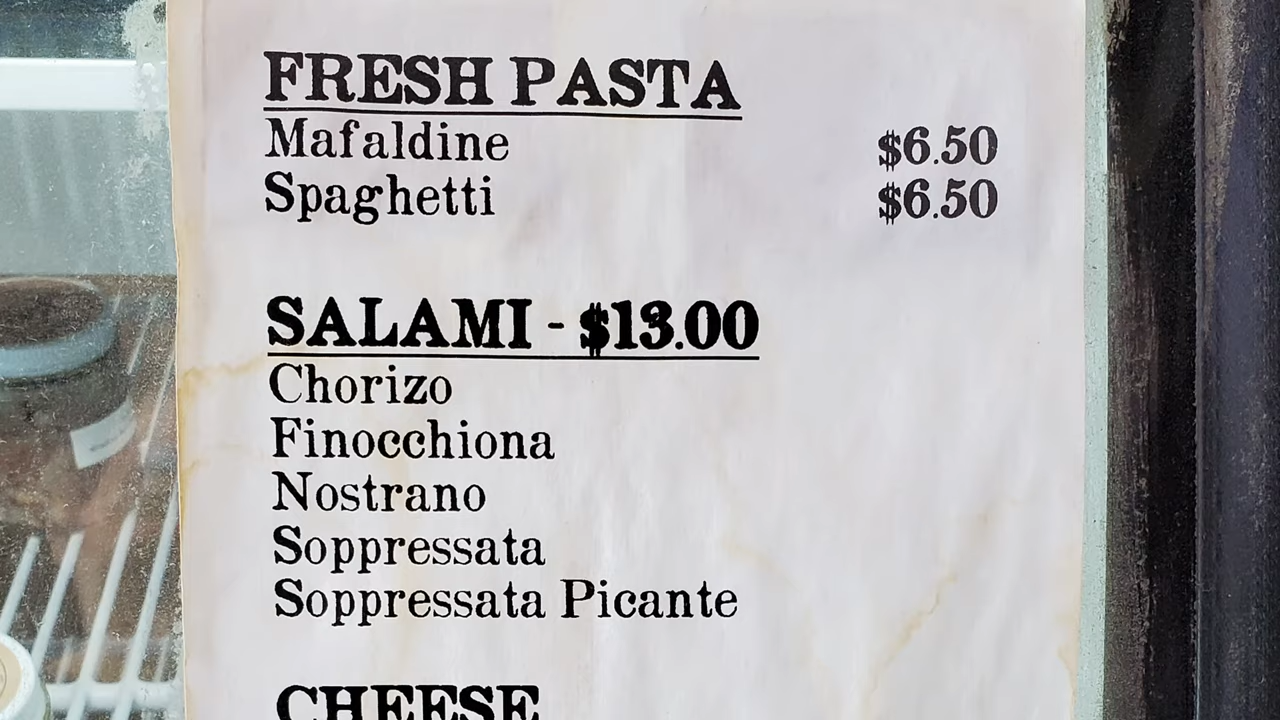 FRESH PASTA
Mafaldine $6.50
Spaghetti $6.50
SALAMI - $13.00
Chorizo
Finocchiona
Nostrano
Soppressata
Soppressata Picante
CHEESE